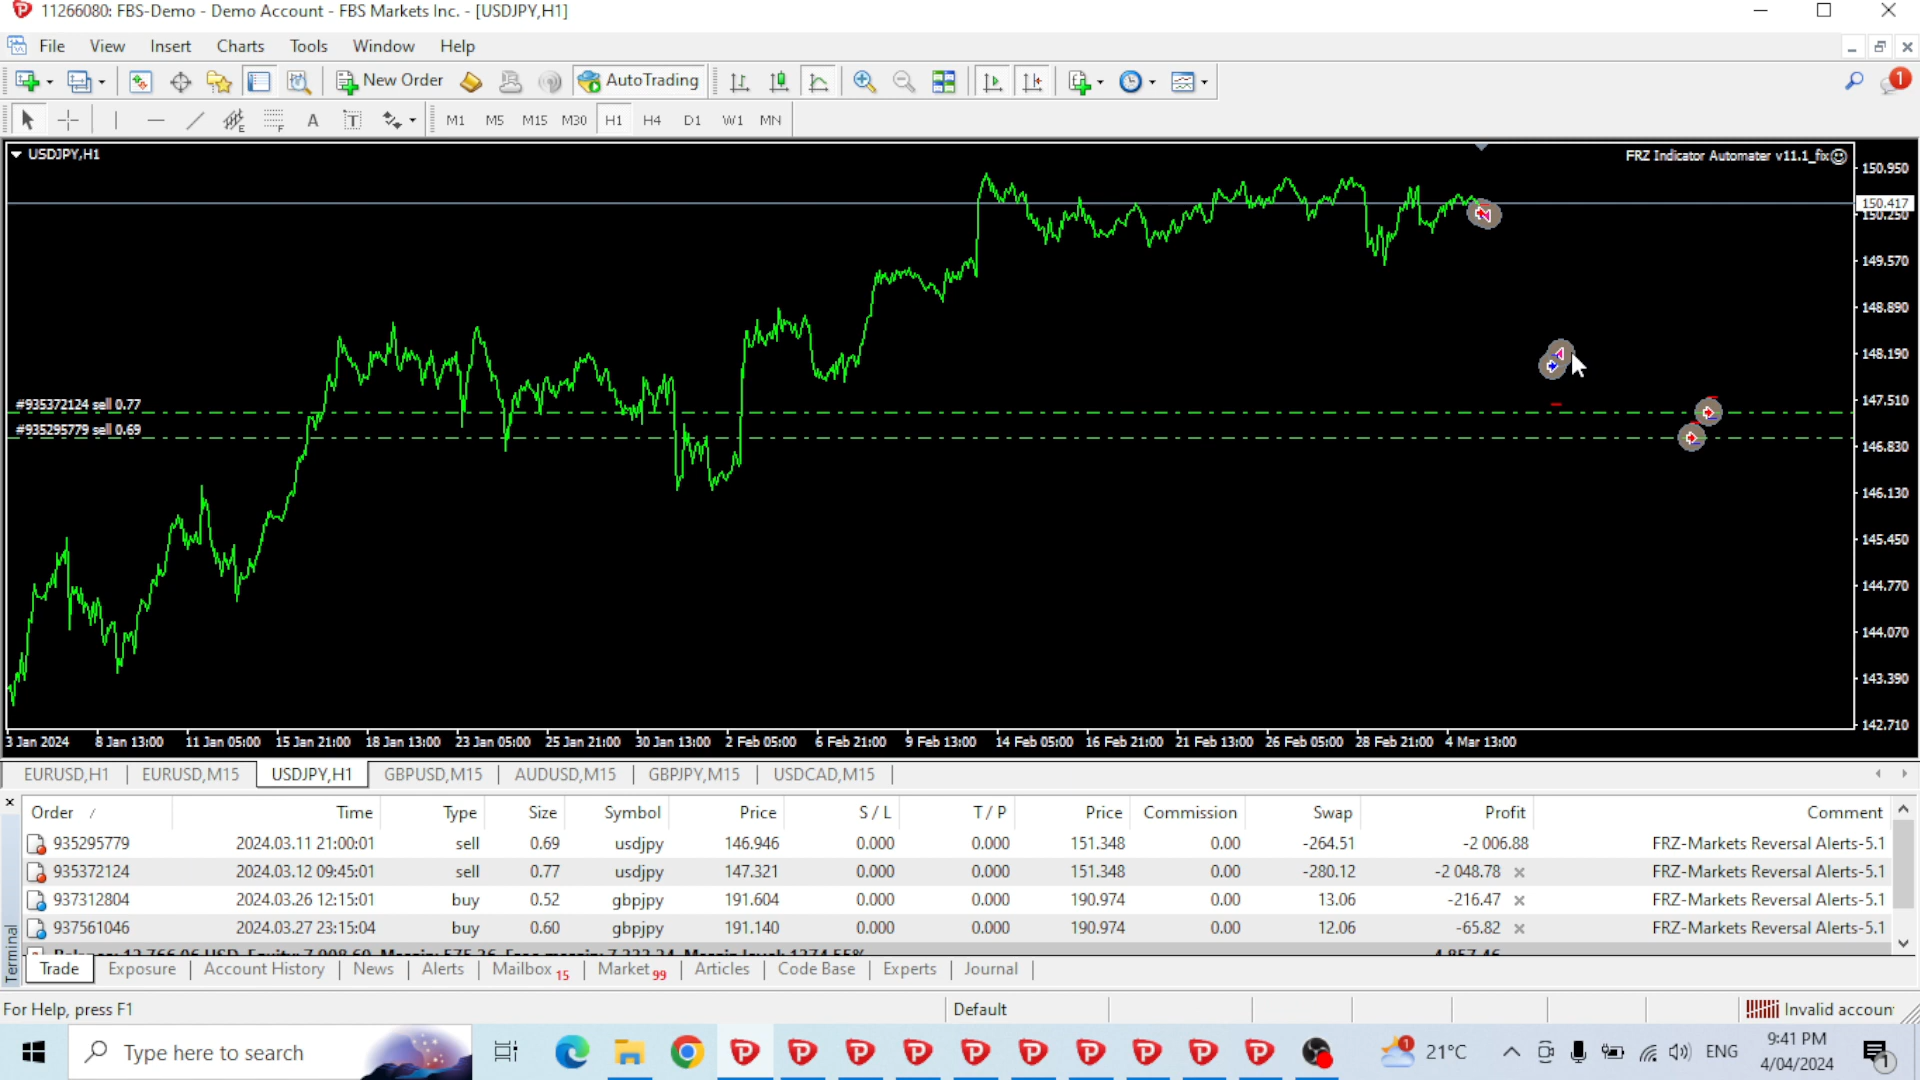 11266080: FBS-Demo - Demo Account - FBS Markets Inc. - [USDJPY,H1]
File View Insert Charts Tools Window Help
New Order AutoTrading 1
E F A T M1 M5 M15 M30 H1 H4 D1 W1 MN
USDJPY,H1 FRZ Indicator Automater v11.1_fix
150.950
150.417
150.250
149.570
148.890
148.190
147.510
146.830
146.130
145.450
144.770
144.070
143.390
142.710
#935372124 sell 0.77
#935295779 sell 0.69
3 Jan 2024 8 Jan 13:00 11 Jan 05:00 15 Jan 21:00 18 Jan 13:00 23 Jan 05:00 25 Jan 21:00 30 Jan 13:00 2 Feb 05:00 6 Feb 21:00 9 Feb 13:00 14 Feb 05:00 16 Feb 21:00 21 Feb 13:00 26 Feb 05:00 28 Feb 21:00 4 Mar 13:00
EURUSD,H1 EURUSD,M15 USDJPY,H1 GBPUSD,M15 AUDUSD,M15 GBPJPY,M15 USDCAD,M15
Order / Time Type Size Symbol Price S / L T / P Price Commission Swap Profit Comment
935295779 2024.03.11 21:00:01 sell 0.69 usdjpy 146.946 0.000 0.000 151.348 0.00 -264.51 -2 006.88 FRZ-Markets Reversal Alerts-5.1
935372124 2024.03.12 09:45:01 sell 0.77 usdjpy 147.321 0.000 0.000 151.348 0.00 -280.12 -2 048.78 FRZ-Markets Reversal Alerts-5.1
937312804 2024.03.26 12:15:01 buy 0.52 gbpjpy 191.604 0.000 0.000 190.974 0.00 13.06 -216.47 FRZ-Markets Reversal Alerts-5.1
937561046 2024.03.27 23:15:04 buy 0.60 gbpjpy 191.140 0.000 0.000 190.974 0.00 12.06 -65.82 FRZ-Markets Reversal Alerts-5.1
Terminal
Trade Exposure Account History News Alerts Mailbox 15 Market 99 Articles Code Base Experts Journal
For Help, press F1 Default Invalid accoun
Type here to search 1 21°C ENG 9:41 PM
4/04/2024 1